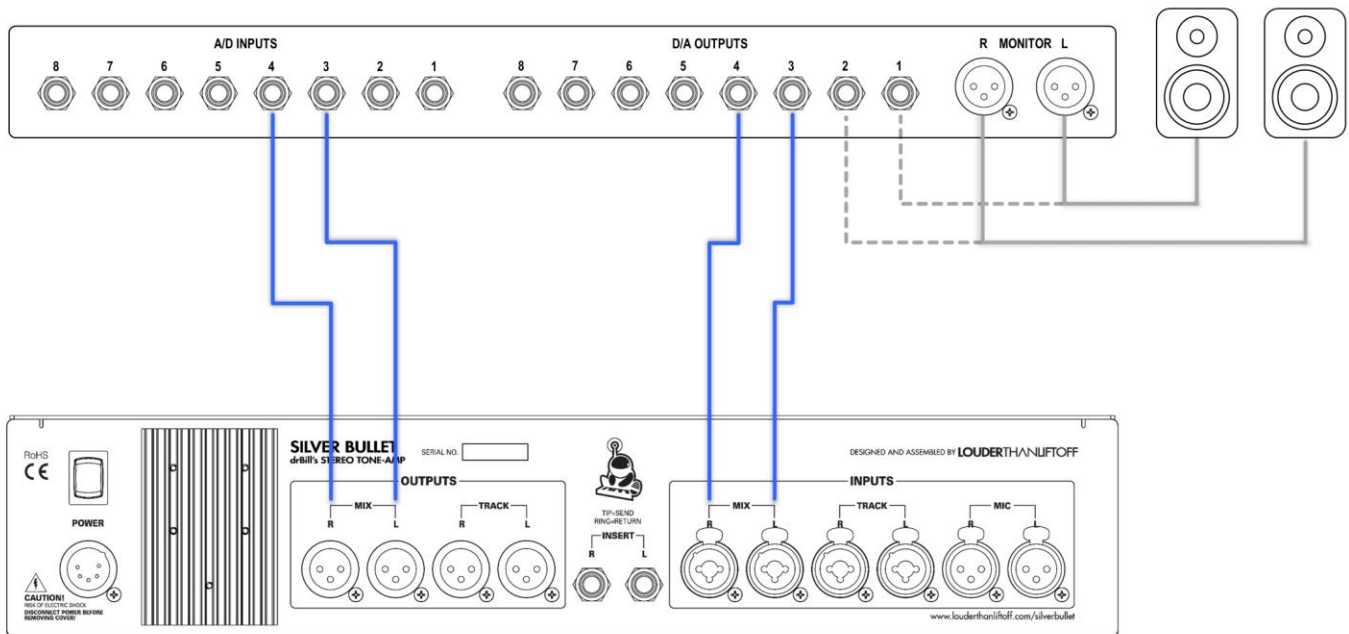 A/D INPUTS
8 7 6 5 4 3 2 1
D/A OUTPUTS
8 7 6 5 4 3 2 1
R MONITOR L
RoHS
CE
POWER
CAUTION!
RISK OF ELECTRIC SHOCK
DISCONNECT POWER BEFORE
REMOVING COVER!
SILVER BULLET
drBill's STEREO TONE-AMP
SERIAL NO.
OUTPUTS
MIX
R L
TRACK
R L
TIP=SEND
RING=RETURN
INSERT
R L
DESIGNED AND ASSEMBLED BY LOUDERTHANLIFTOFF
INPUTS
MIX
R L
TRACK
R L
MIC
R L
www.louderthanliftoff.com/silverbullet